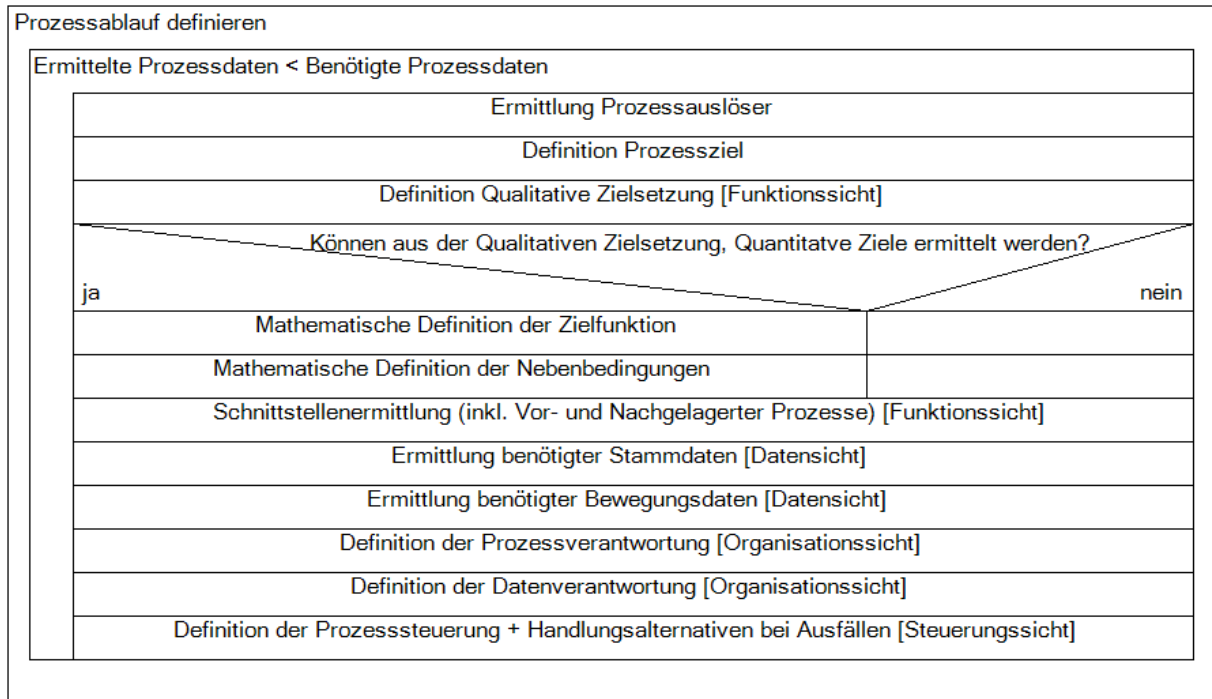 Prozessablauf definieren
Ermittelte Prozessdaten < Benötigte Prozessdaten
Ermittlung Prozessauslöser
Definition Prozessziel
Definition Qualitative Zielsetzung [Funktionssicht]
Können aus der Qualitativen Zielsetzung, Quantitatve Ziele ermittelt werden?
ja
nein
Mathematische Definition der Zielfunktion
Mathematische Definition der Nebenbedingungen
Schnittstellenermittlung (inkl. Vor- und Nachgelagerter Prozesse) [Funktionssicht]
Ermittlung benötigter Stammdaten [Datensicht]
Ermittlung benötigter Bewegungsdaten [Datensicht]
Definition der Prozessverantwortung [Organisationssicht]
Definition der Datenverantwortung [Organisationssicht]
Definition der Prozesssteuerung + Handlungsalternativen bei Ausfällen [Steuerungssicht]